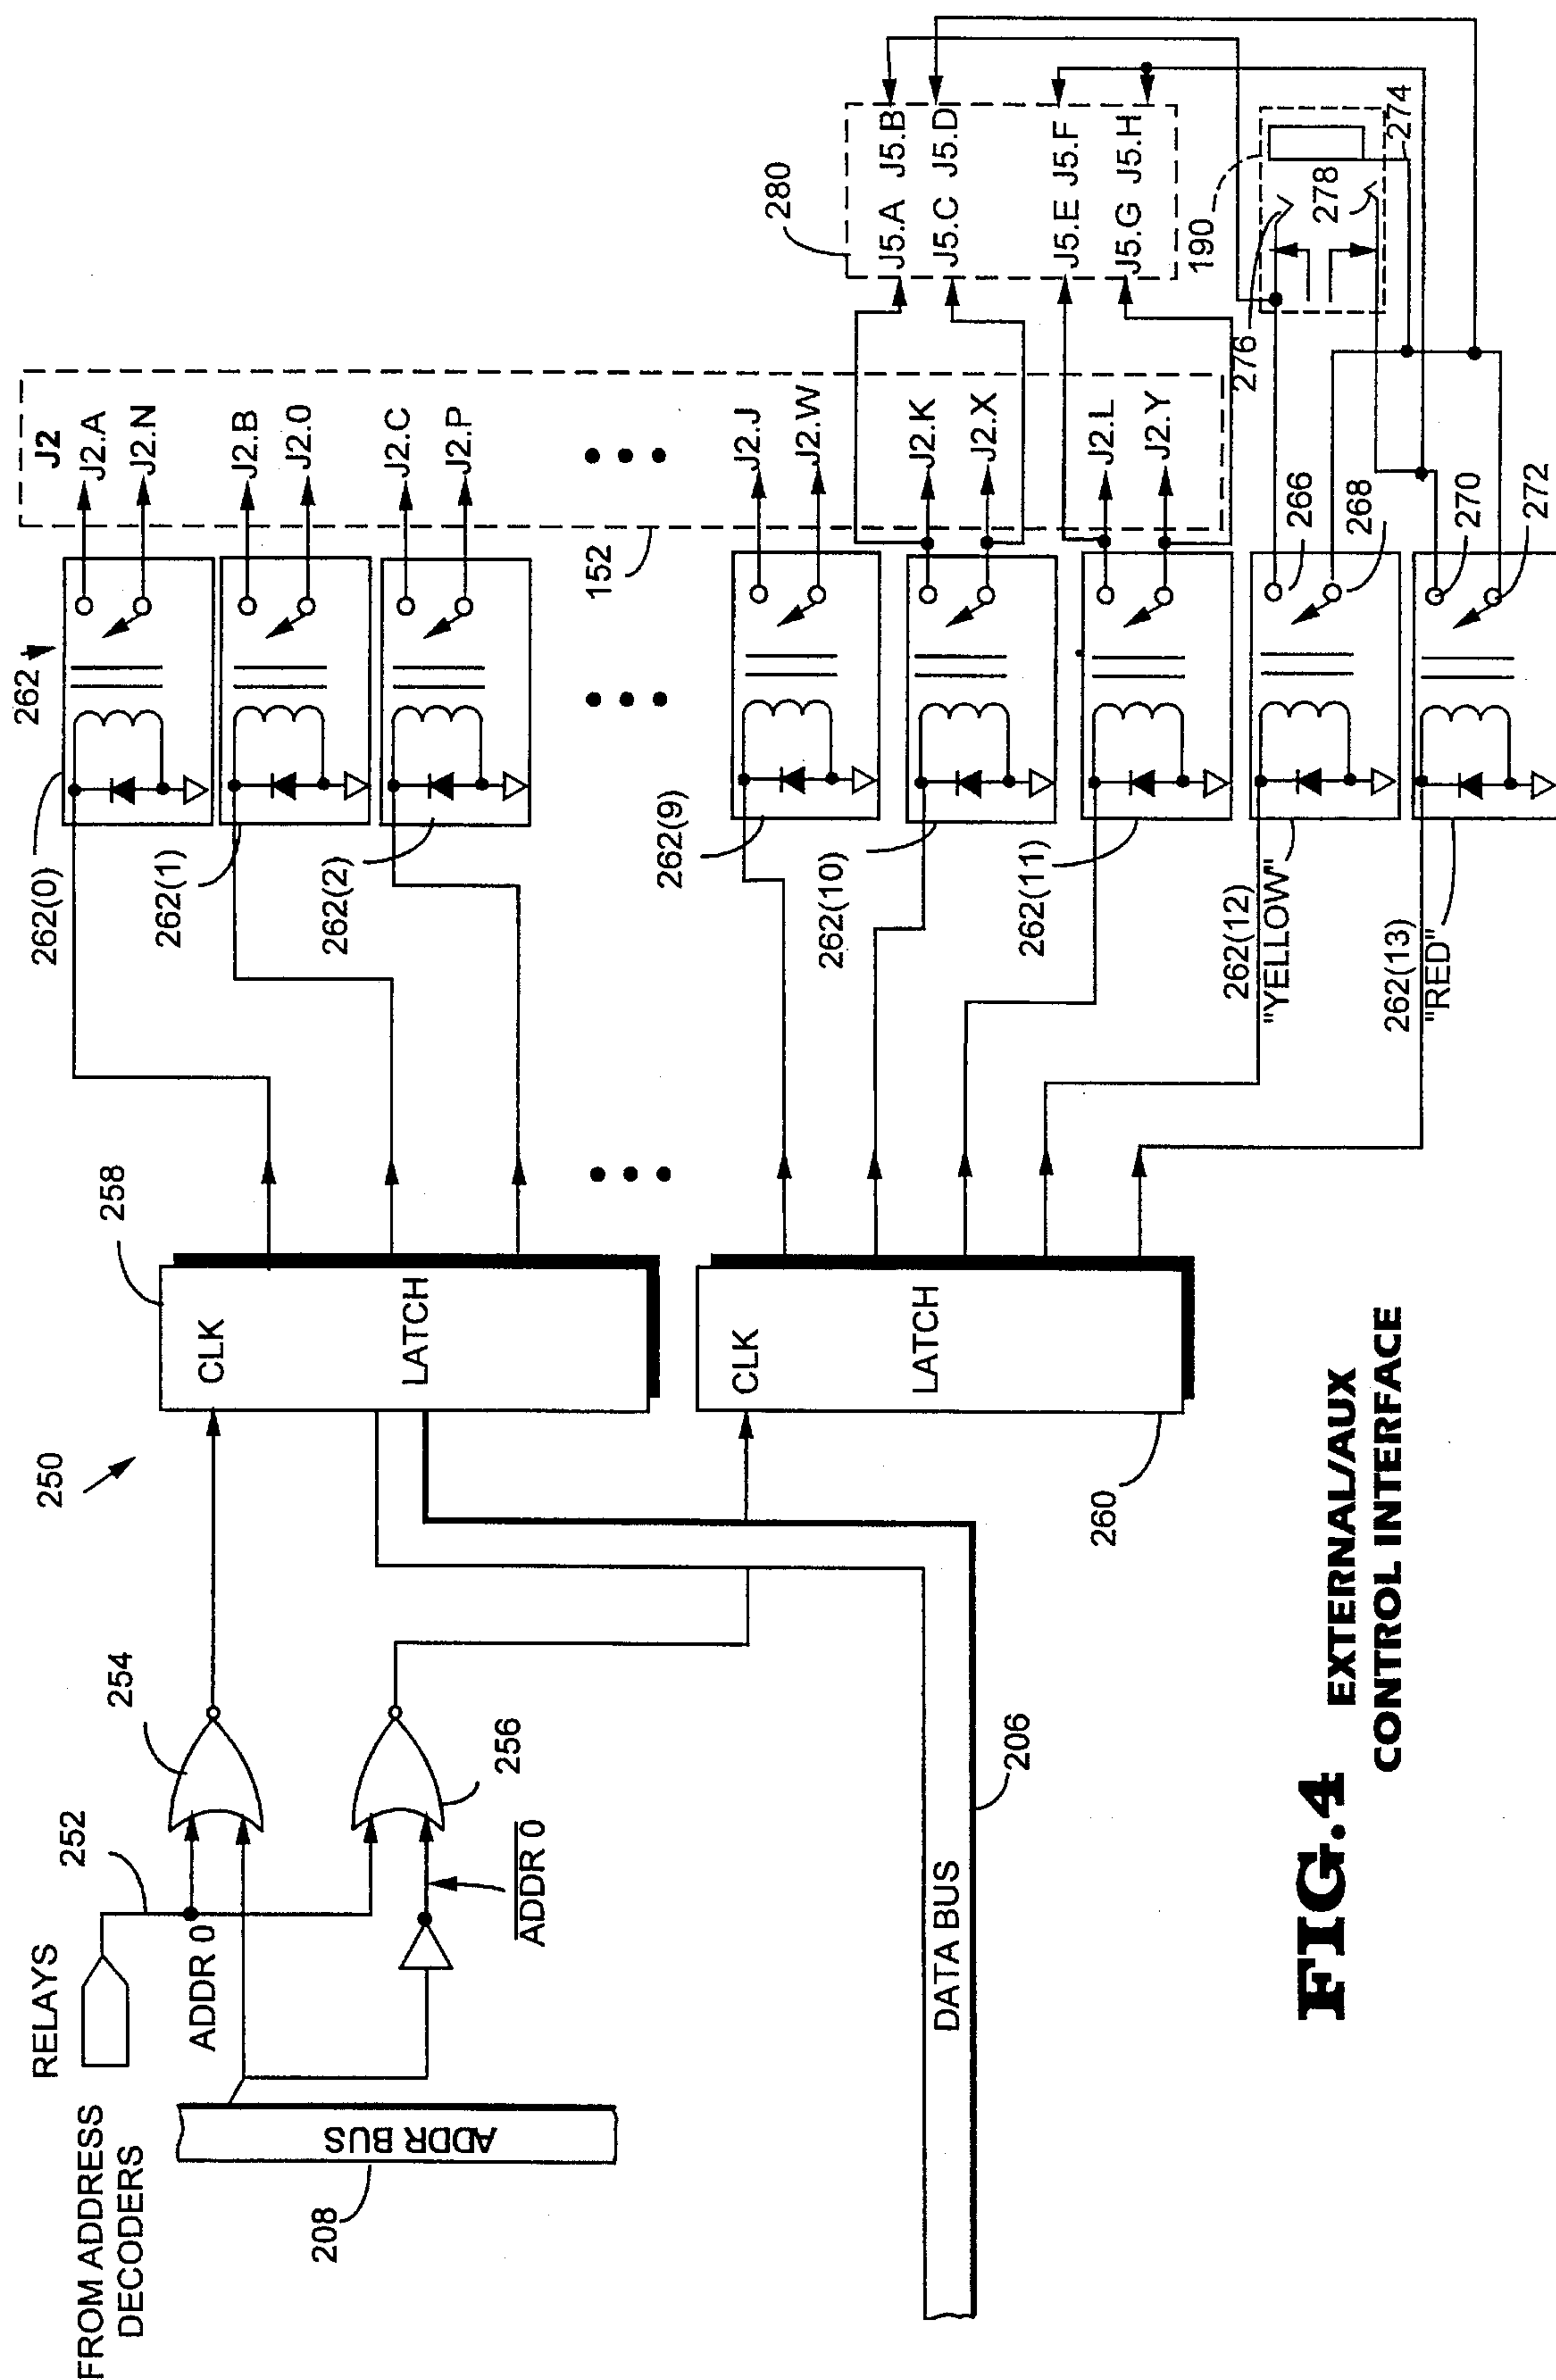 FROM ADDRESS
DECODERS
RELAYS
252
254
250
258
262(0)
262
J2
J2.A
J2.N
ADDR 0
CLK
262(1)
J2.B
J2.0
ADDR BUS
208
256
LATCH
262(2)
J2.C
J2.P
ADDR 0
152
280
262(9)
J2.J
J2.W
CLK
262(10)
J2.K
J2.X
J5.A J5.B
J5.C J5.D
LATCH
262(11)
J2.L
J2.Y
J5.E J5.F
J5.G J5.H
DATA BUS
206
260
190
276
278
274
262(12)
"YELLOW"
266
268
262(13)
"RED"
270
272
FIG.4
EXTERNAL/AUX
CONTROL INTERFACE